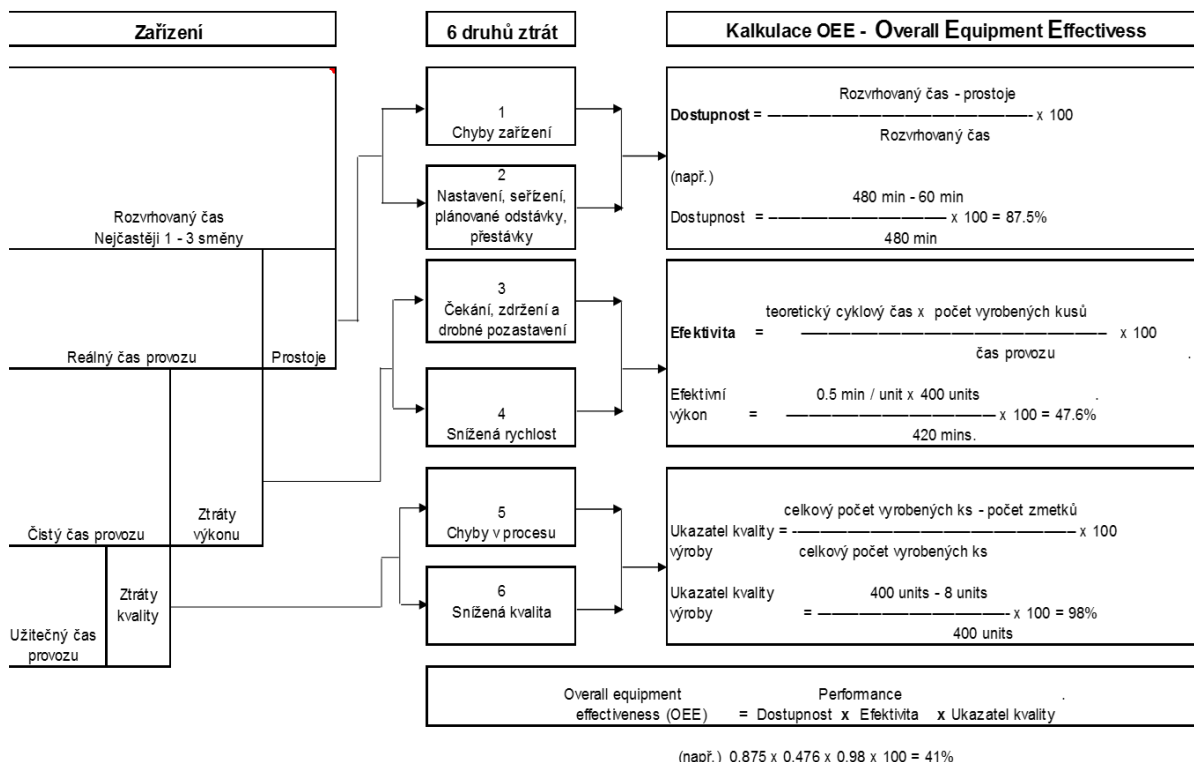 Zařízení
6 druhů ztrát
Kalkulace OEE - Overall Equipment Effectivess
Rozvrhovaný čas
Nejčastěji 1 - 3 směny
Reálný čas provozu
Prostoje
Čistý čas provozu
Ztráty
výkonu
Užitečný čas
provozu
Ztráty
kvality
1
Chyby zařízení
2
Nastavení, seřízení,
plánované odstávky,
přestávky
3
Čekání, zdržení a
drobné pozastavení
4
Snížená rychlost
5
Chyby v procesu
6
Snížená kvalita
Rozvrhovaný čas - prostoje
Dostupnost = ———————————— x 100
Rozvrhovaný čas
(např.)
480 min - 60 min
Dostupnost = ———————————— x 100 = 87.5%
480 min
teoretický cyklový čas x počet vyrobených kusů
Efektivita = ———————————— x 100
čas provozu .
Efektivní 0.5 min / unit x 400 units .
výkon = ———————————— x 100 = 47.6%
420 mins.
celkový počet vyrobených ks - počet zmetků
Ukazatel kvality = ———————————— x 100
výroby celkový počet vyrobených ks
Ukazatel kvality 400 units - 8 units
výroby = ———————————— x 100 = 98%
400 units
Overall equipment Performance .
effectiveness (OEE) = Dostupnost x Efektivita x Ukazatel kvality
(např.) 0.875 x 0.476 x 0.98 x 100 = 41%